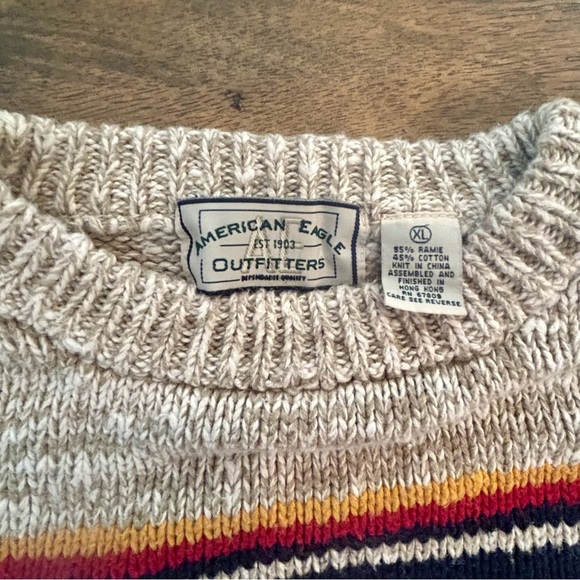 AE
AMERICAN EAGLE
EST 1903
OUTFITTERS
DEPENDABLE QUALITY
XL
55% RAMIE
45% COTTON
KNIT IN CHINA
ASSEMBLED AND
FINISHED IN
HONG KONG
RN 67809
CARE SEE REVERSE